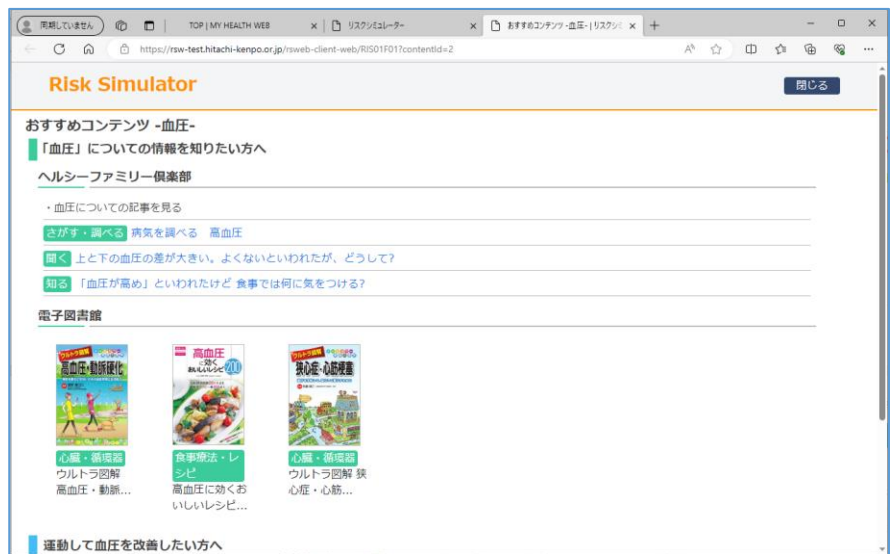 同期していません
TOP | MY HEALTH WEB
リスクシミュレーター
おすすめコンテンツ -血圧- | リスクシ
https://rsw-test.hitachi-kenpo.or.jp/rsweb-client-web/RIS01F01?contentId=2
Risk Simulator
閉じる
おすすめコンテンツ -血圧-
「血圧」についての情報を知りたい方へ
ヘルシーファミリー倶楽部
・血圧についての記事を見る
さがす・調べる 病気を調べる 高血圧
聞く 上と下の血圧の差が大きい。よくないといわれたが、どうして?
知る 「血圧が高め」といわれたけど 食事では何に気をつける?
電子図書館
ウルトラ図解
高血圧・動脈硬化
高血圧
に効く
おいしいレシピ
200
ウルトラ図解
狭心症・心筋梗塞
心臓・循環器
ウルトラ図解
高血圧・動脈...
食事療法・レ
シピ
高血圧に効くお
いしいレシピ...
心臓・循環器
ウルトラ図解 狭
心症・心筋...
運動して血圧を改善したい方へ